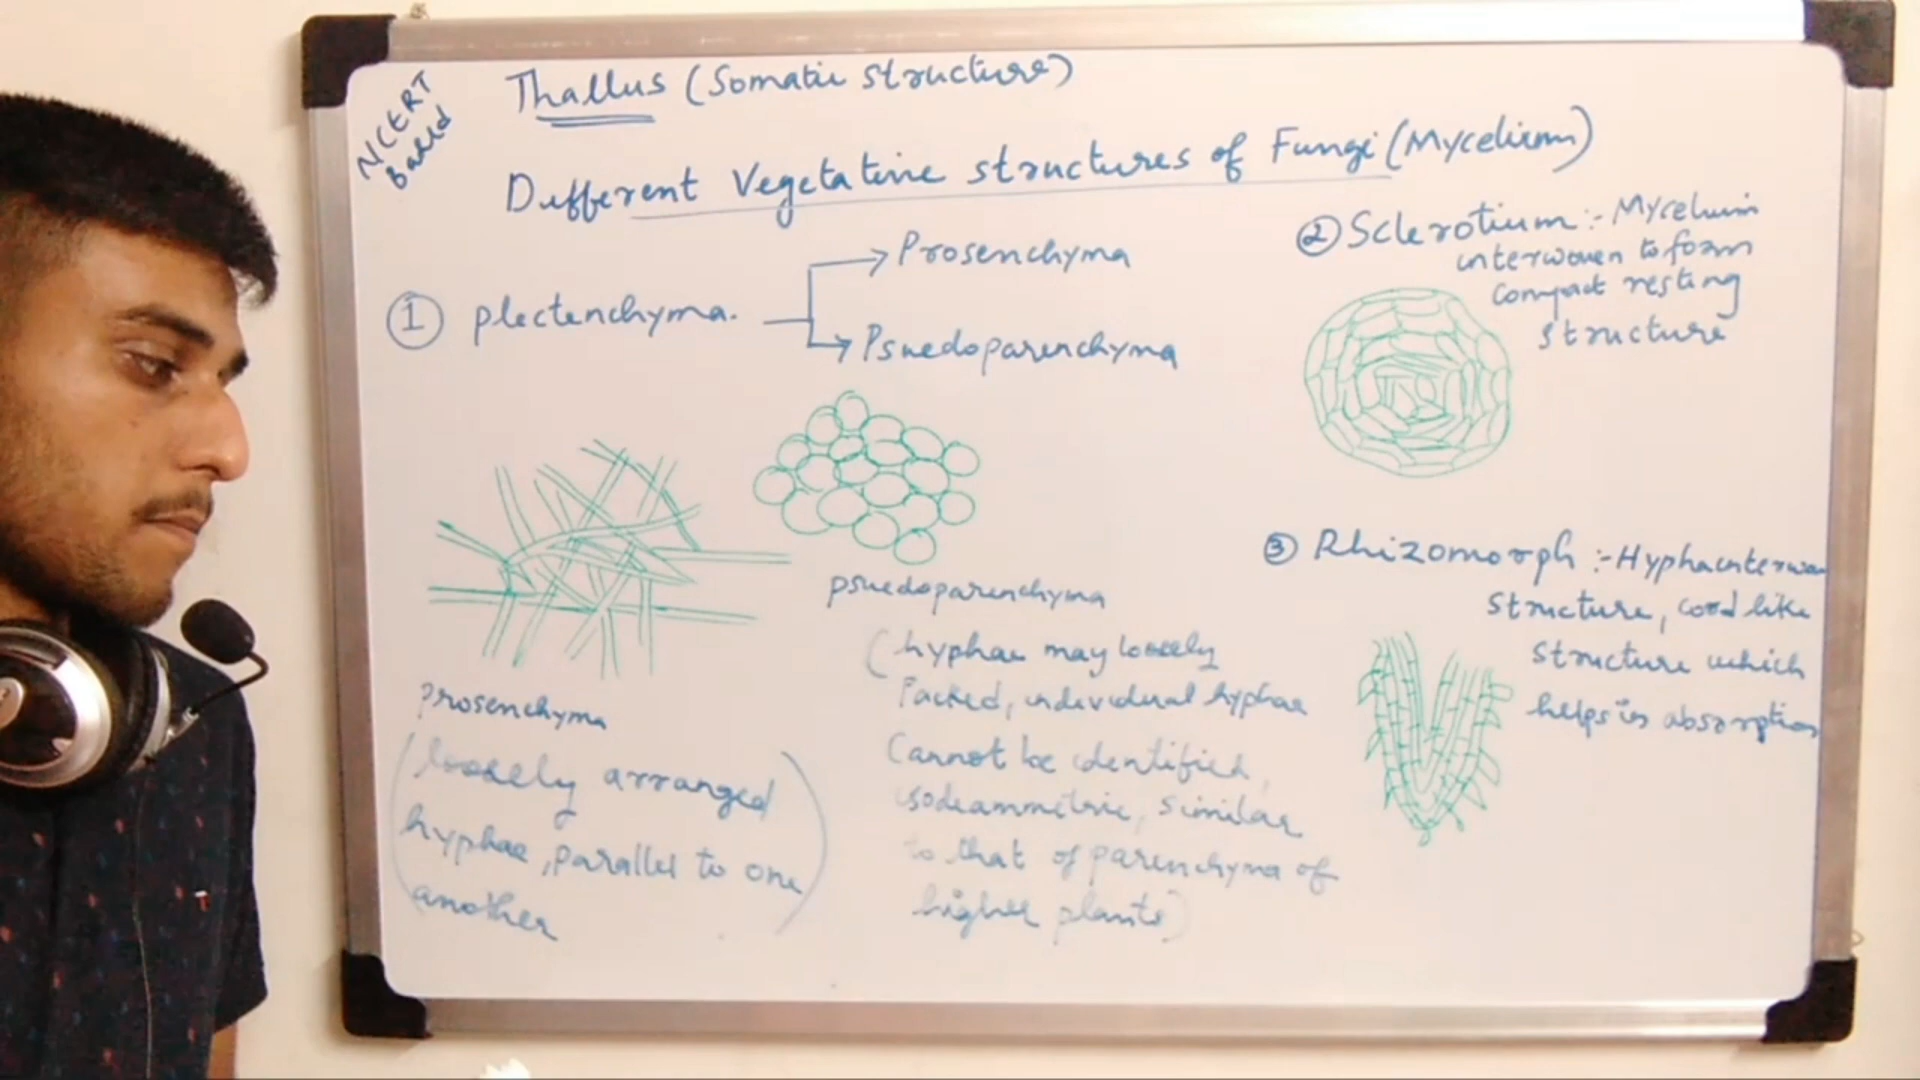 NCERT
Based
Thallus (Somatic structure)
Different Vegetative structures of Fungi (Mycelium)
① plectenchyma.
Prosenchyma
Psuedoparenchyma
② Sclerotium :- Mycelium
interwoven to form
compact resting
structure
prosenchyma
(loosely arranged
hyphae, parallel to one
another)
psuedoparenchyma
(hyphae may loosely
Packed, individual hyphae
Cannot be identified,
isodiammetric, similar
to that of parenchyma of
higher plants)
③ Rhizomorph :- Hyphae
structure, cord like
structure which
helps in absorption